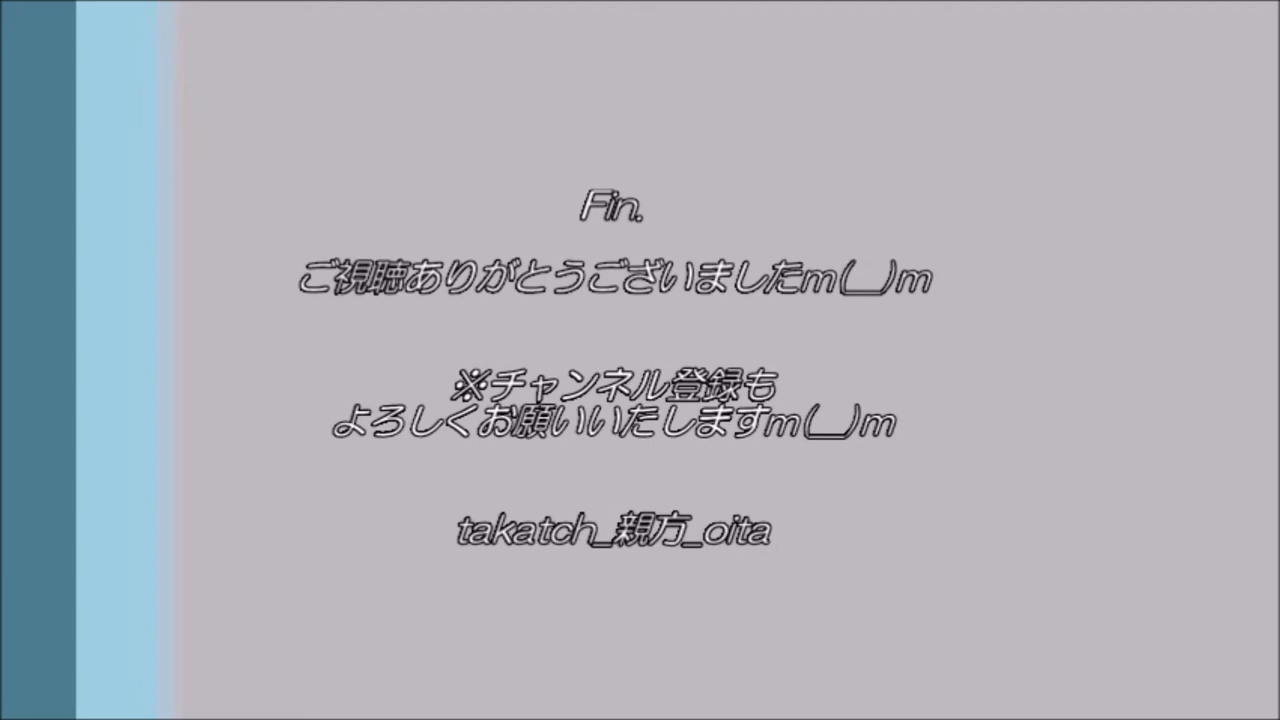 Fin.
ご視聴ありがとうございましたm(__)m
※チャンネル登録も
よろしくお願いいたしますm(__)m
takatch_親方_oita